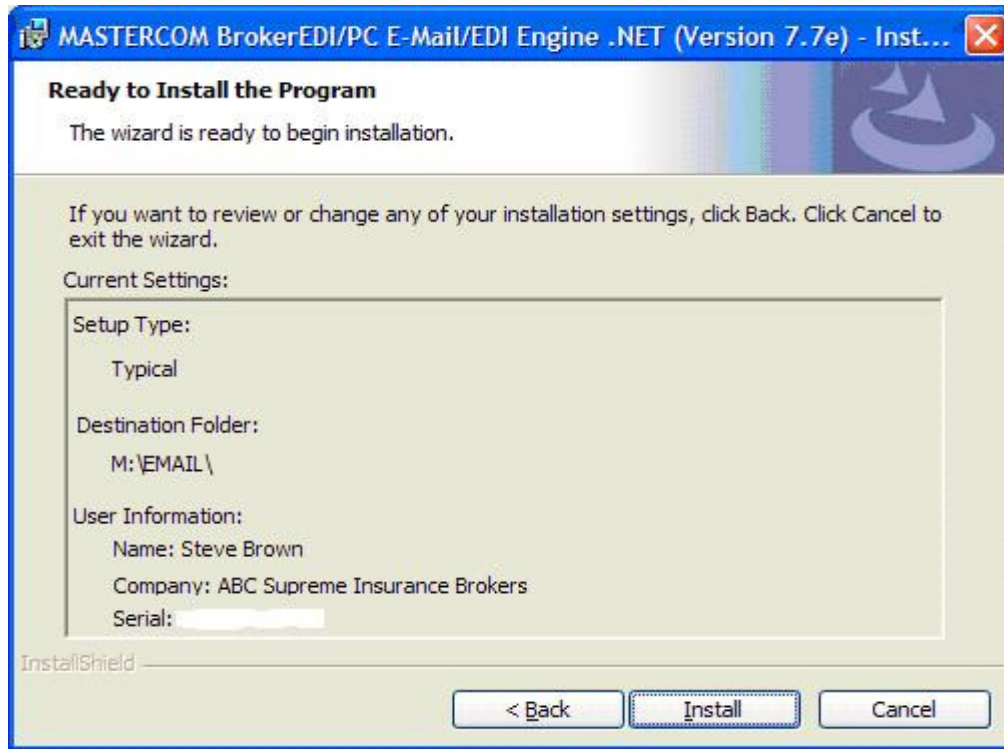 MASTERCOM BrokerEDI/PC E-Mail/EDI Engine .NET (Version 7.7e) - Inst...
Ready to Install the Program
The wizard is ready to begin installation.
If you want to review or change any of your installation settings, click Back. Click Cancel to
exit the wizard.
Current Settings:
Setup Type:
Typical
Destination Folder:
M:\EMAIL\
User Information:
Name: Steve Brown
Company: ABC Supreme Insurance Brokers
Serial:
InstallShield
< Back
Install
Cancel